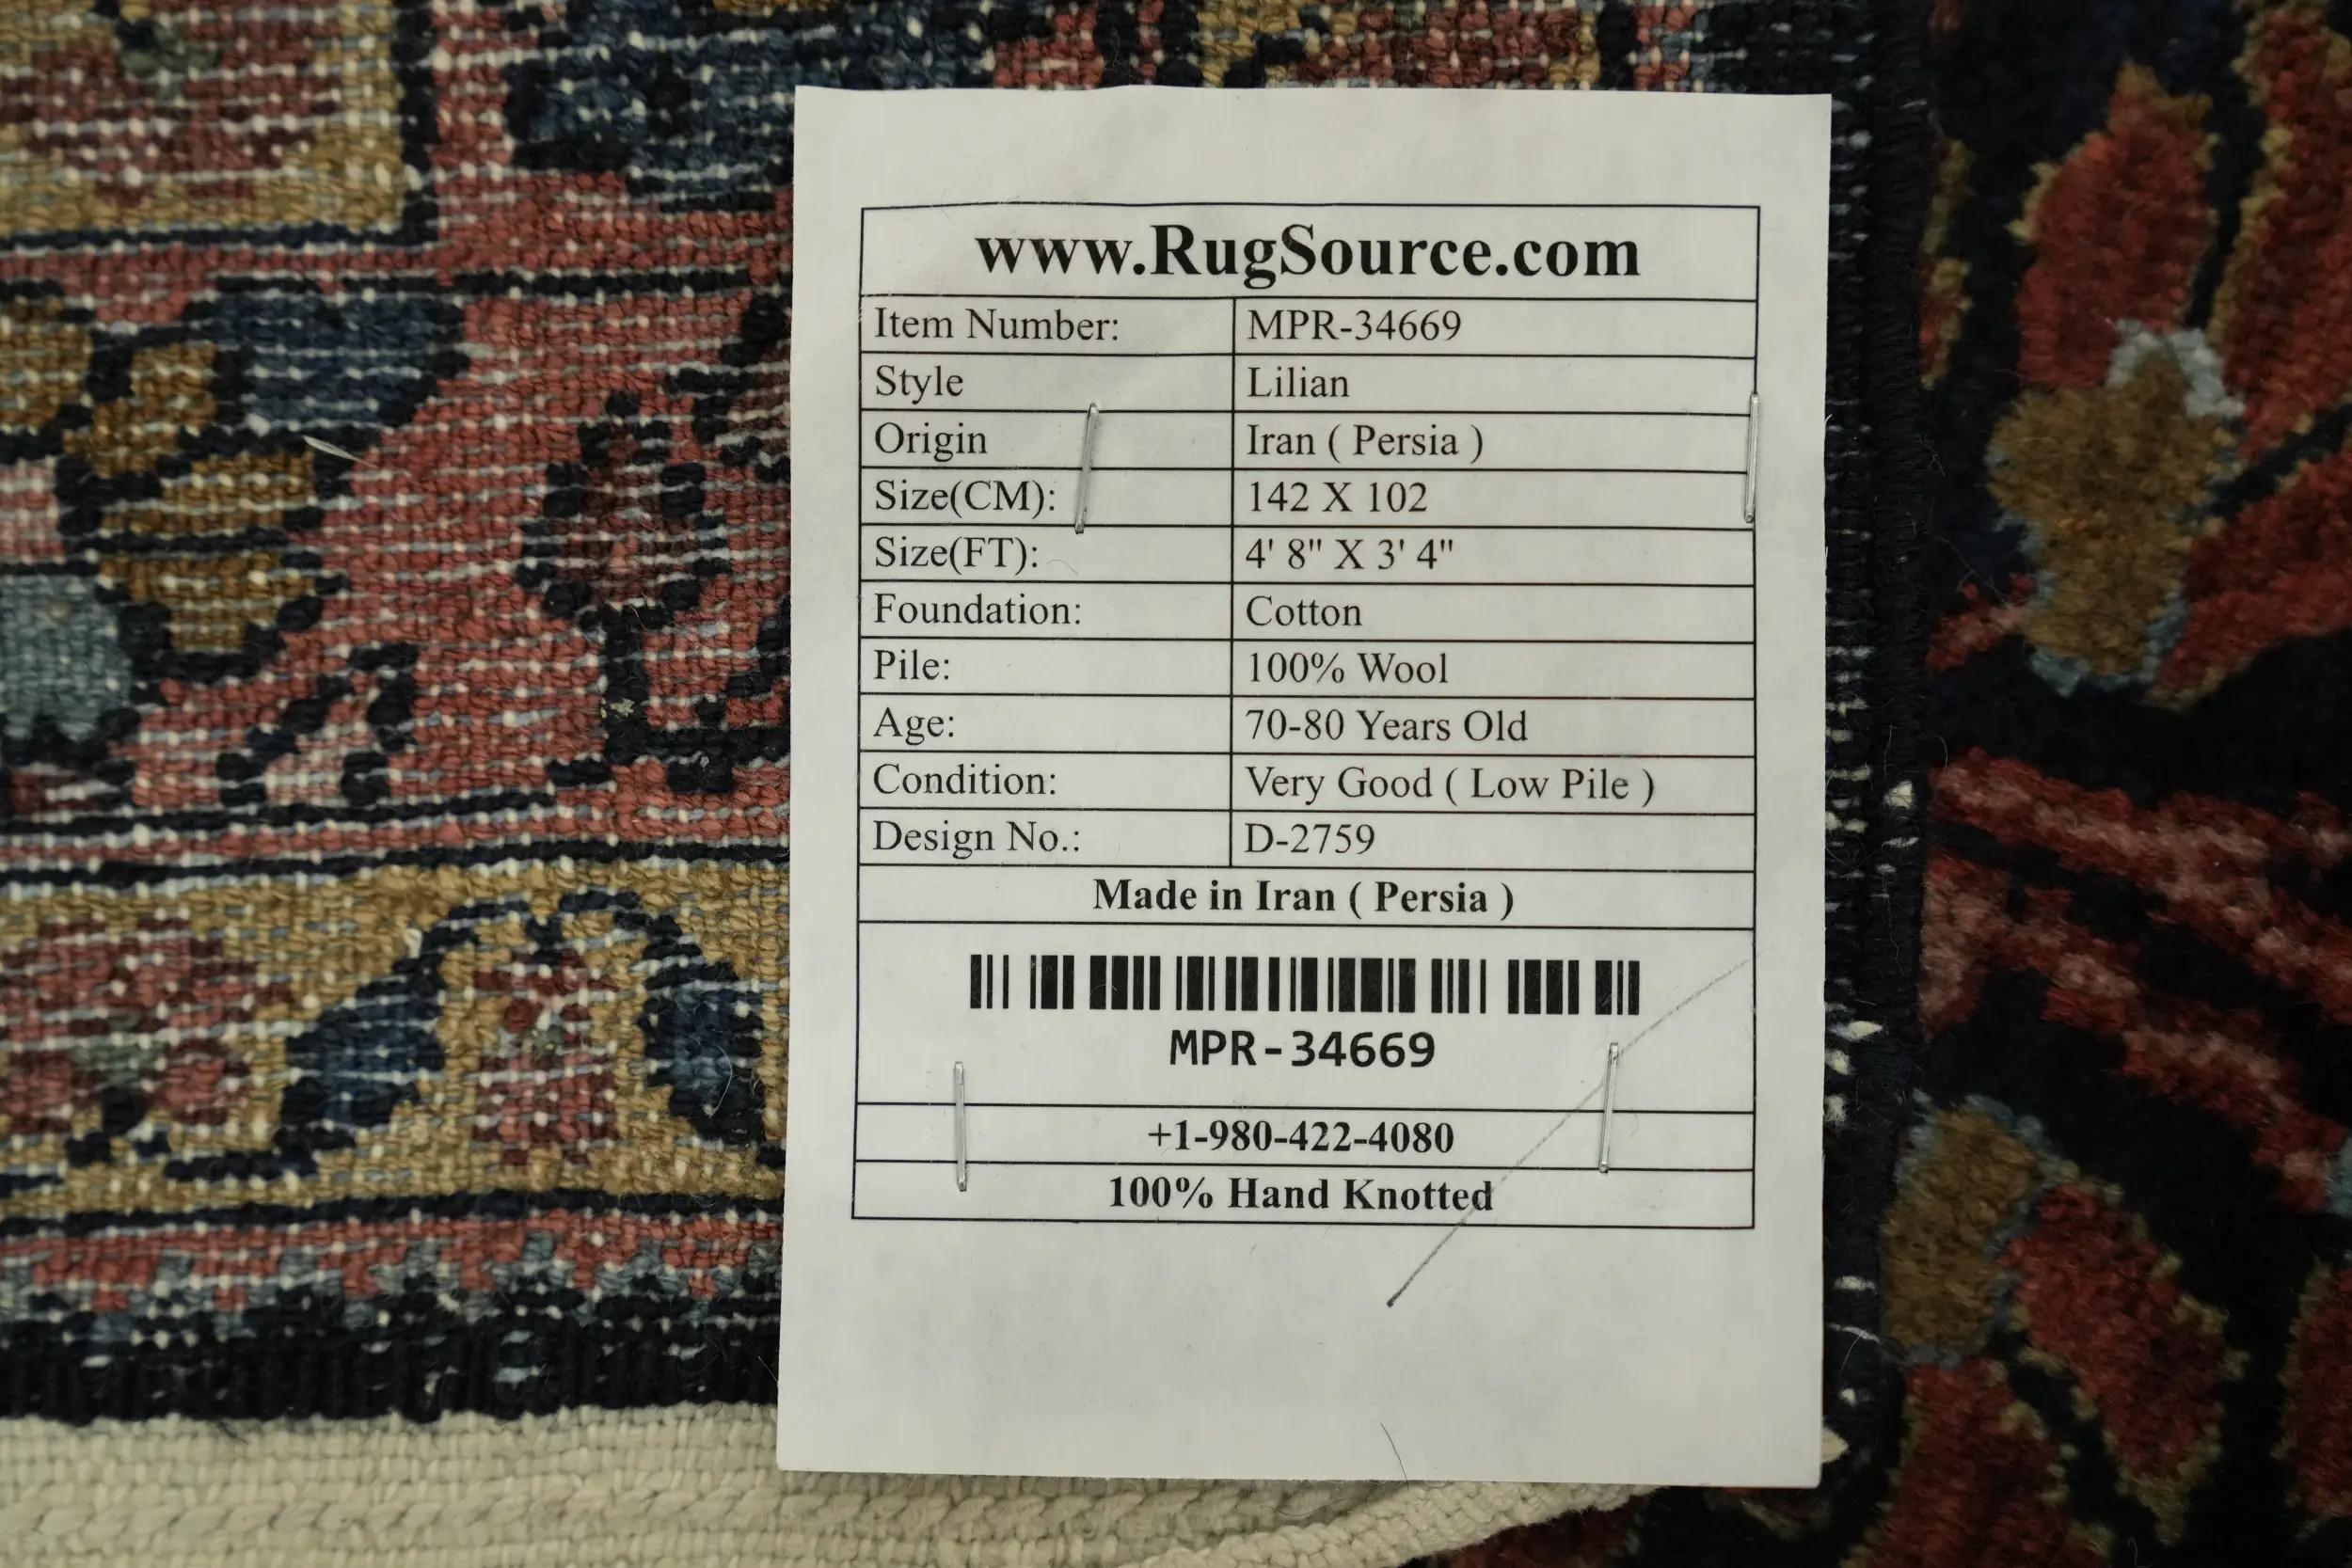 www.RugSource.com
Item Number: MPR-34669
Style Lilian
Origin Iran ( Persia )
Size(CM): 142 X 102
Size(FT): 4' 8" X 3' 4"
Foundation: Cotton
Pile: 100% Wool
Age: 70-80 Years Old
Condition: Very Good ( Low Pile )
Design No.: D-2759
Made in Iran ( Persia )
MPR-34669
+1-980-422-4080
100% Hand Knotted